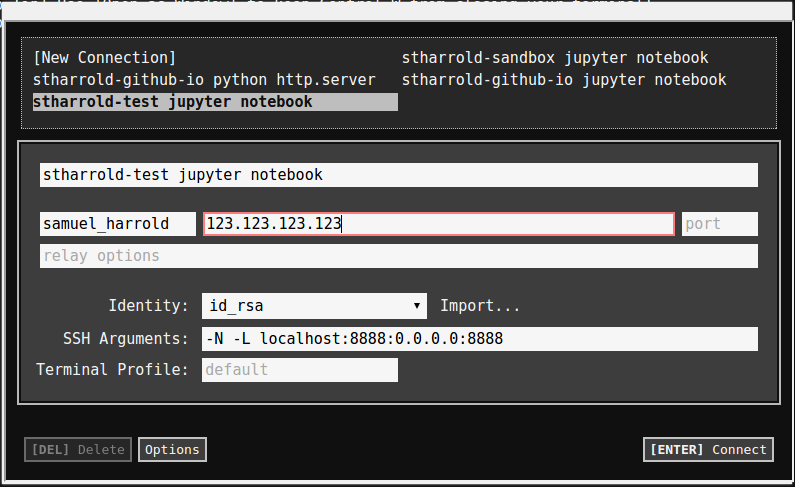 [New Connection] stharrold-sandbox jupyter notebook
stharrold-github-io python http.server stharrold-github-io jupyter notebook
stharrold-test jupyter notebook
stharrold-test jupyter notebook
samuel_harrold 123.123.123.123 port
relay options
Identity: id_rsa Import...
SSH Arguments: -N -L localhost:8888:0.0.0.0:8888
Terminal Profile: default
[DEL] Delete Options [ENTER] Connect